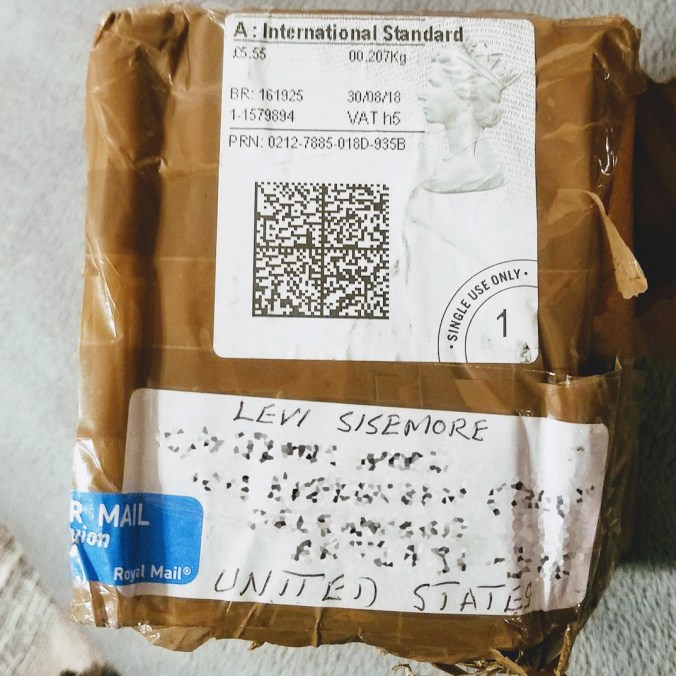 A : International Standard
£5.55 00.207Kg
BR: 161925 30/08/18
1-1579894 VAT h5
PRN: 0212-7885-018D-935B
· SINGLE USE ONLY ·
1
LEVI SISEMORE
UNITED STATES
R MAIL
vion
Royal Mail®